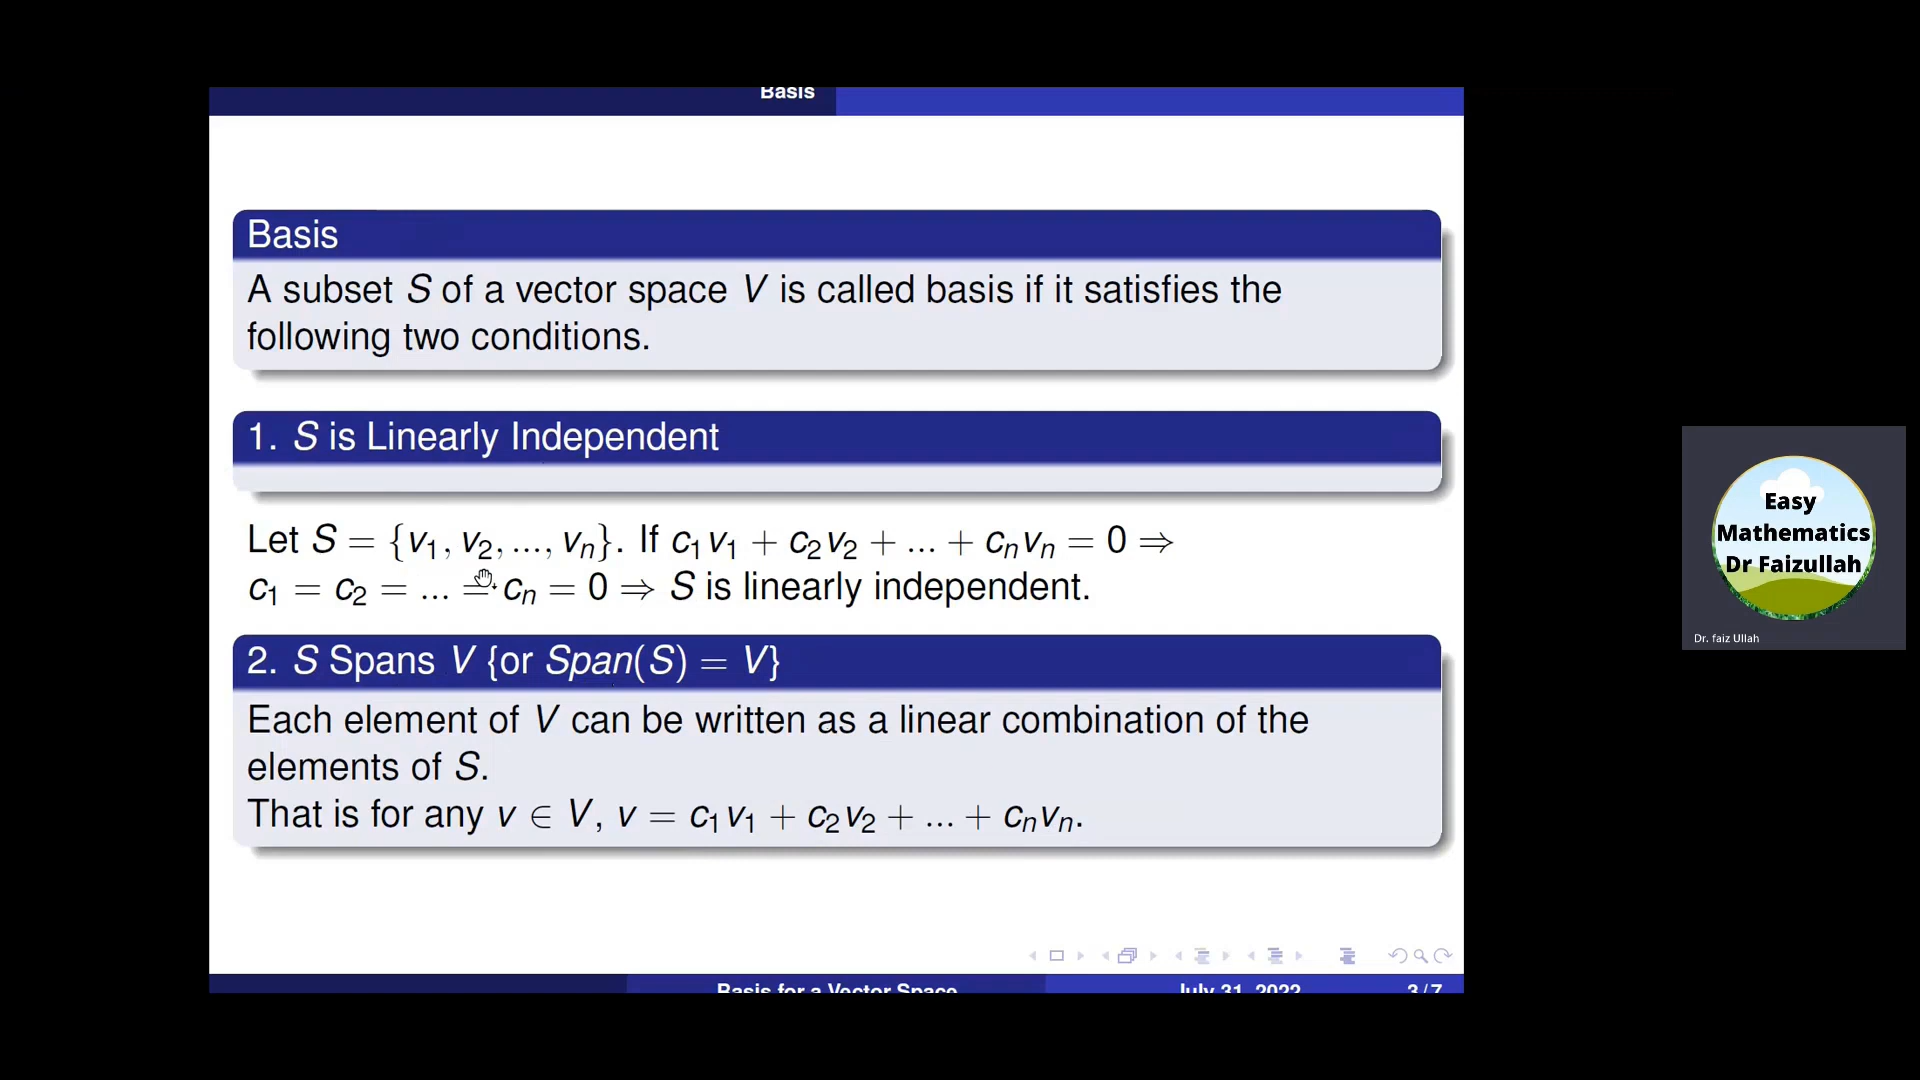 Basis
Basis
A subset S of a vector space V is called basis if it satisfies the
following two conditions.
1. S is Linearly Independent
Let S = {v₁, v₂, ..., vₙ}. If c₁v₁ + c₂v₂ + ... + cₙvₙ = 0 ⇒
c₁ = c₂ = ... = cₙ = 0 ⇒ S is linearly independent.
2. S Spans V {or Span(S) = V}
Each element of V can be written as a linear combination of the
elements of S.
That is for any v ∈ V, v = c₁v₁ + c₂v₂ + ... + cₙvₙ.
Basis for a Vector Space July 31, 2022 3 / 7
Easy
Mathematics
Dr Faizullah
Dr. faiz Ullah